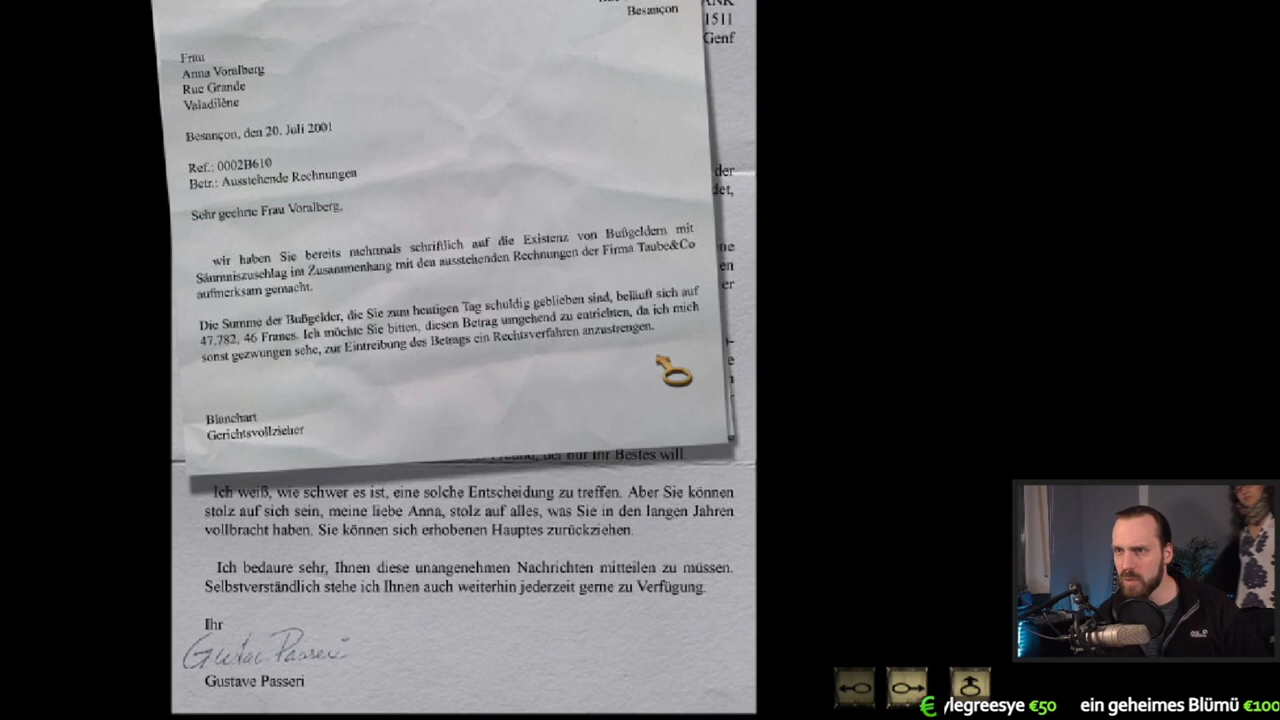 Besançon
ANK
1511
Genf
Frau
Anna Voralberg
Rue Grande
Valadilène
Besançon, den 20. Juli 2001
Ref.: 0002B610
Betr.: Ausstehende Rechnungen
der
det,
Sehr geehrte Frau Voralberg,
wir haben Sie bereits mehrmals schriftlich auf die Existenz von Bußgeldern mit
Säumniszuschlag im Zusammenhang mit den ausstehenden Rechnungen der Firma Taube&Co
aufmerksam gemacht.
ne
en
er
Die Summe der Bußgelder, die Sie zum heutigen Tag schuldig geblieben sind, beläuft sich auf
47.782, 46 Francs. Ich möchte Sie bitten, diesen Betrag umgehend zu entrichten, da ich mich
sonst gezwungen sehe, zur Eintreibung des Betrags ein Rechtsverfahren anzustrengen.
Blanchart
Gerichtsvollzieher
Freund, der nur Ihr Bestes will
Ich weiß, wie schwer es ist, eine solche Entscheidung zu treffen. Aber Sie können
stolz auf sich sein, meine liebe Anna, stolz auf alles, was Sie in den langen Jahren
vollbracht haben. Sie können sich erhobenen Hauptes zurückziehen.
Ich bedaure sehr, Ihnen diese unangenehmen Nachrichten mitteilen zu müssen.
Selbstverständlich stehe ich Ihnen auch weiterhin jederzeit gerne zu Verfügung.
Ihr
Gustav Passeri
Gustave Passeri
ylegreesye €50 ein geheimes Blümü €100